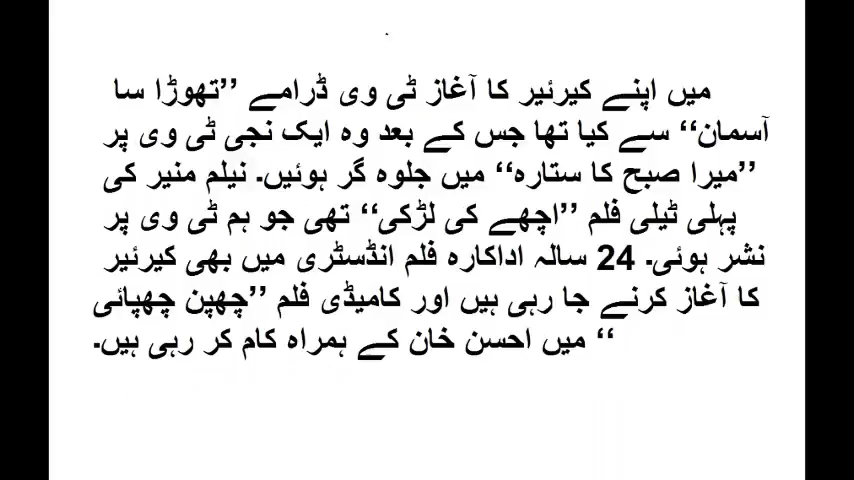 میں اپنے کیرئیر کا آغاز ٹی وی ڈرامے ’’تھوڑا سا
آسمان‘‘ سے کیا تھا جس کے بعد وہ ایک نجی ٹی وی پر
’’میرا صبح کا ستارہ‘‘ میں جلوہ گر ہوئیں۔ نیلم منیر کی
پہلی ٹیلی فلم ’’اچھے کی لڑکی‘‘ تھی جو ہم ٹی وی پر
نشر ہوئی۔ 24 سالہ اداکارہ فلم انڈسٹری میں بھی کیرئیر
کا آغاز کرنے جا رہی ہیں اور کامیڈی فلم ’’چھپن چھپائی
‘‘ میں احسن خان کے ہمراہ کام کر رہی ہیں۔